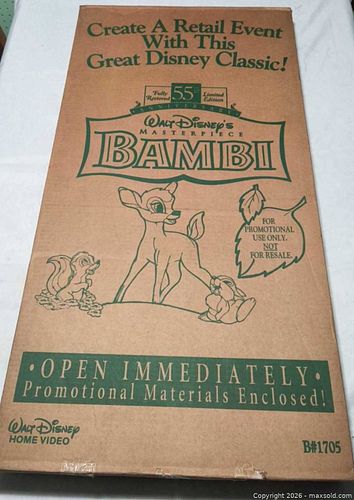 Create A Retail Event
With This
Great Disney Classic!
Fully Restored 55th Limited Edition
ANNIVERSARY
Walt Disney's
MASTERPIECE
BAMBI
FOR
PROMOTIONAL
USE ONLY.
NOT
FOR RESALE.
• OPEN IMMEDIATELY •
Promotional Materials Enclosed!
Walt Disney
HOME VIDEO
B#1705
Copyright 2026 - maxsold.com